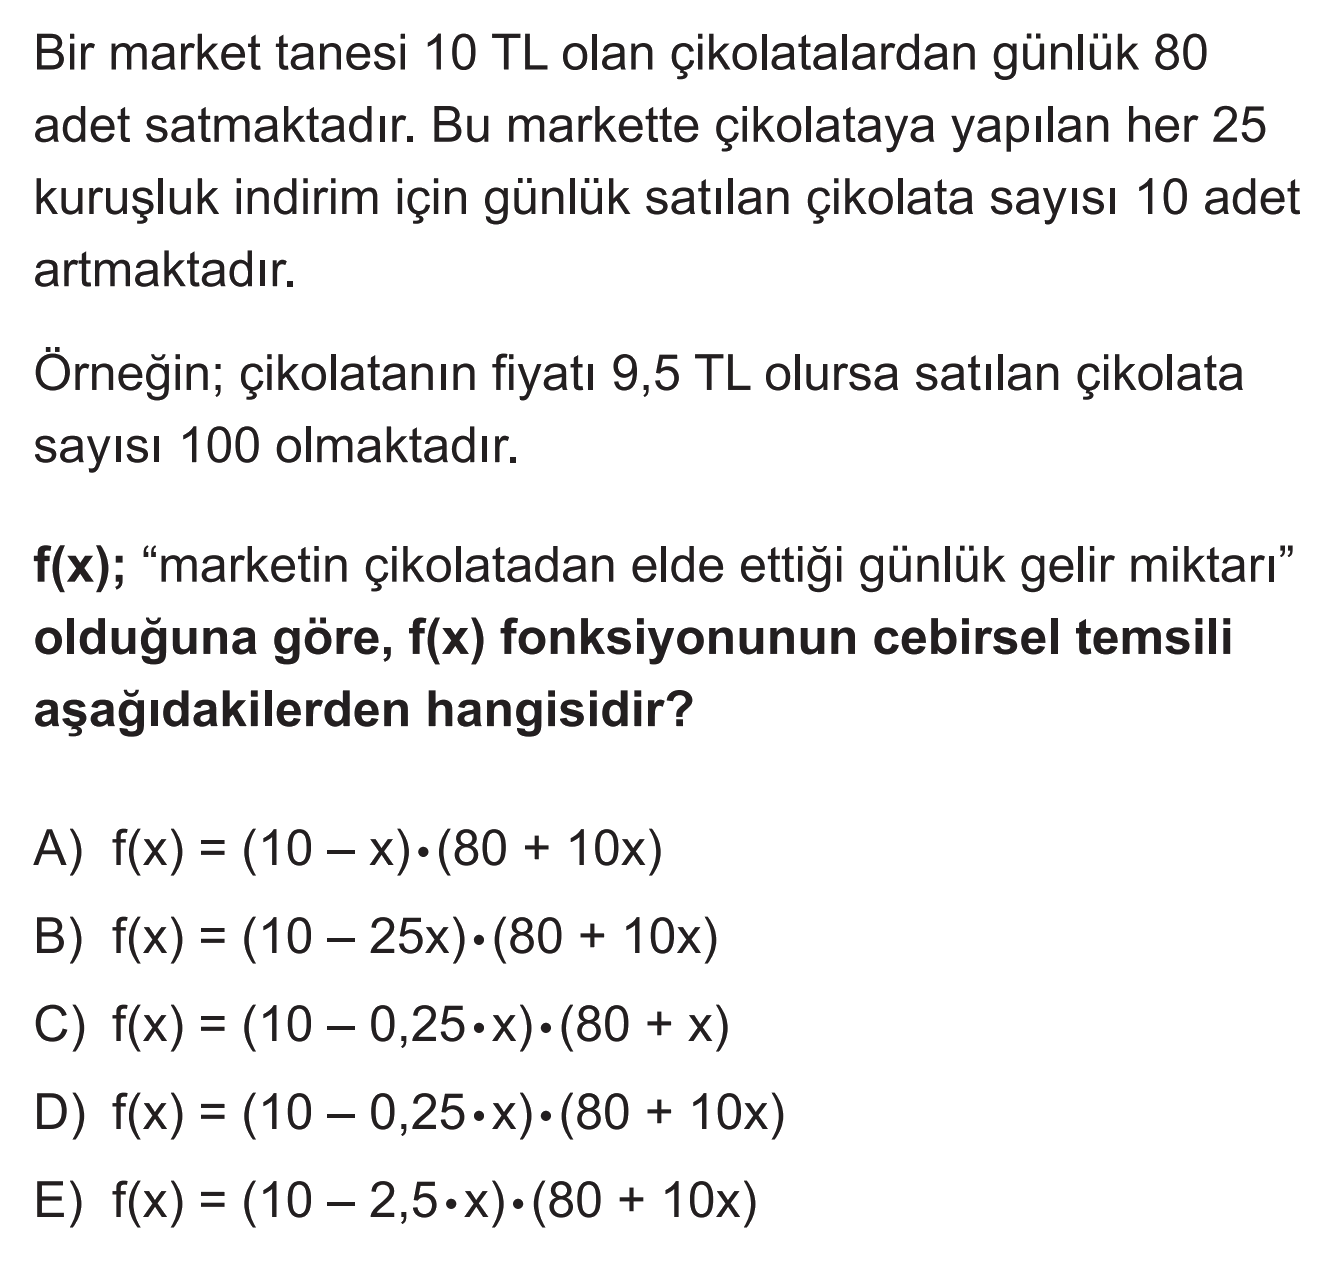 Bir market tanesi 10 TL olan çikolatalardan günlük 80
adet satmaktadır. Bu markette çikolataya yapılan her 25
kuruşluk indirim için günlük satılan çikolata sayısı 10 adet
artmaktadır.
Örneğin; çikolatanın fiyatı 9,5 TL olursa satılan çikolata
sayısı 100 olmaktadır.
f(x); “marketin çikolatadan elde ettiği günlük gelir miktarı”
olduğuna göre, f(x) fonksiyonunun cebirsel temsili
aşağıdakilerden hangisidir?
A) f(x) = (10 – x)•(80 + 10x)
B) f(x) = (10 – 25x)•(80 + 10x)
C) f(x) = (10 – 0,25•x)•(80 + x)
D) f(x) = (10 – 0,25•x)•(80 + 10x)
E) f(x) = (10 – 2,5•x)•(80 + 10x)